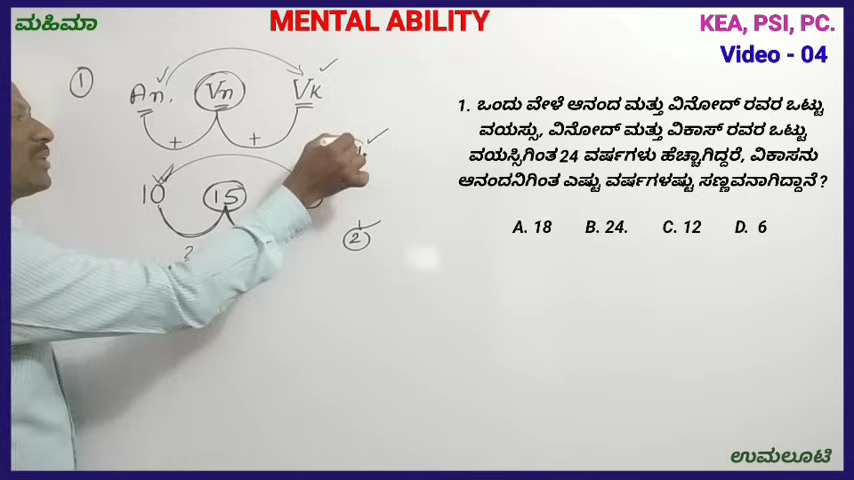 ಮಹಿಮಾ
MENTAL ABILITY
KEA, PSI, PC.
Video - 04
1
An. Vn Vk
+ +
10 15
?
2
1. ಒಂದು ವೇಳೆ ಆನಂದ ಮತ್ತು ವಿನೋದ್ ರವರ ಒಟ್ಟು
ವಯಸ್ಸು, ವಿನೋದ್ ಮತ್ತು ವಿಕಾಸ್ ರವರ ಒಟ್ಟು
ವಯಸ್ಸಿಗಿಂತ 24 ವರ್ಷಗಳು ಹೆಚ್ಚಾಗಿದ್ದರೆ, ವಿಕಾಸನು
ಆನಂದನಿಗಿಂತ ಎಷ್ಟು ವರ್ಷಗಳಷ್ಟು ಸಣ್ಣವನಾಗಿದ್ದಾನೆ ?
A. 18 B. 24. C. 12 D. 6
ಉಮಲೂಟಿ